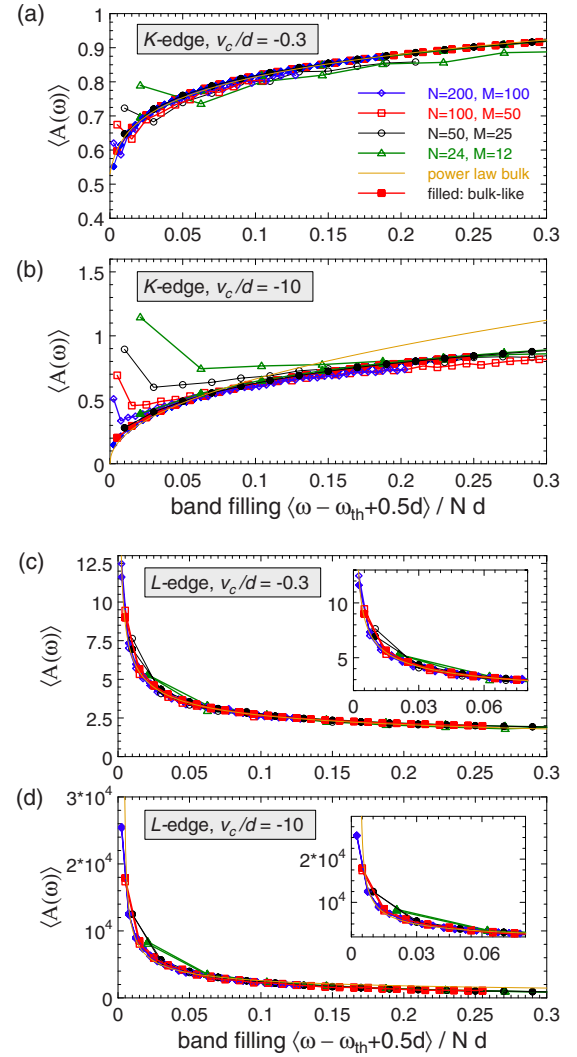 (a)
K-edge, v_c/d = -0.3
⟨A(ω)⟩
1
0.9
0.8
0.7
0.6
0.5
0.4
N=200, M=100
N=100, M=50
N=50, M=25
N=24, M=12
power law bulk
filled: bulk-like
0 0.05 0.1 0.15 0.2 0.25 0.3
(b)
K-edge, v_c/d = -10
⟨A(ω)⟩
1.5
1
0.5
0
0 0.05 0.1 0.15 0.2 0.25 0.3
band filling ⟨ω − ω_th+0.5d⟩ / N d
(c)
L-edge, v_c/d = -0.3
⟨A(ω)⟩
12.5
10
7.5
5
2.5
0
10
5
0 0.03 0.06
0 0.05 0.1 0.15 0.2 0.25 0.3
(d)
L-edge, v_c/d = -10
⟨A(ω)⟩
3*10^4
2*10^4
10^4
0
2*10^4
10^4
0 0.03 0.06
0 0.05 0.1 0.15 0.2 0.25 0.3
band filling ⟨ω − ω_th+0.5d⟩ / N d